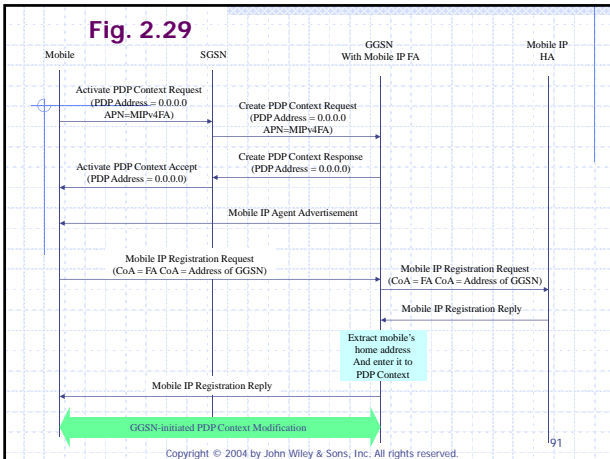 Fig. 2.29
Mobile
SGSN
GGSN
With Mobile IP FA
Mobile IP
HA
Activate PDP Context Request
(PDP Address = 0.0.0.0
APN=MIPv4FA)
Create PDP Context Request
(PDP Address = 0.0.0.0
APN=MIPv4FA)
Create PDP Context Response
(PDP Address = 0.0.0.0)
Activate PDP Context Accept
(PDP Address = 0.0.0.0)
Mobile IP Agent Advertisement
Mobile IP Registration Request
(CoA = FA CoA = Address of GGSN)
Mobile IP Registration Request
(CoA = FA CoA = Address of GGSN)
Mobile IP Registration Reply
Extract mobile's
home address
And enter it to
PDP Context
Mobile IP Registration Reply
GGSN-initiated PDP Context Modification
91
Copyright © 2004 by John Wiley & Sons, Inc. All rights reserved.